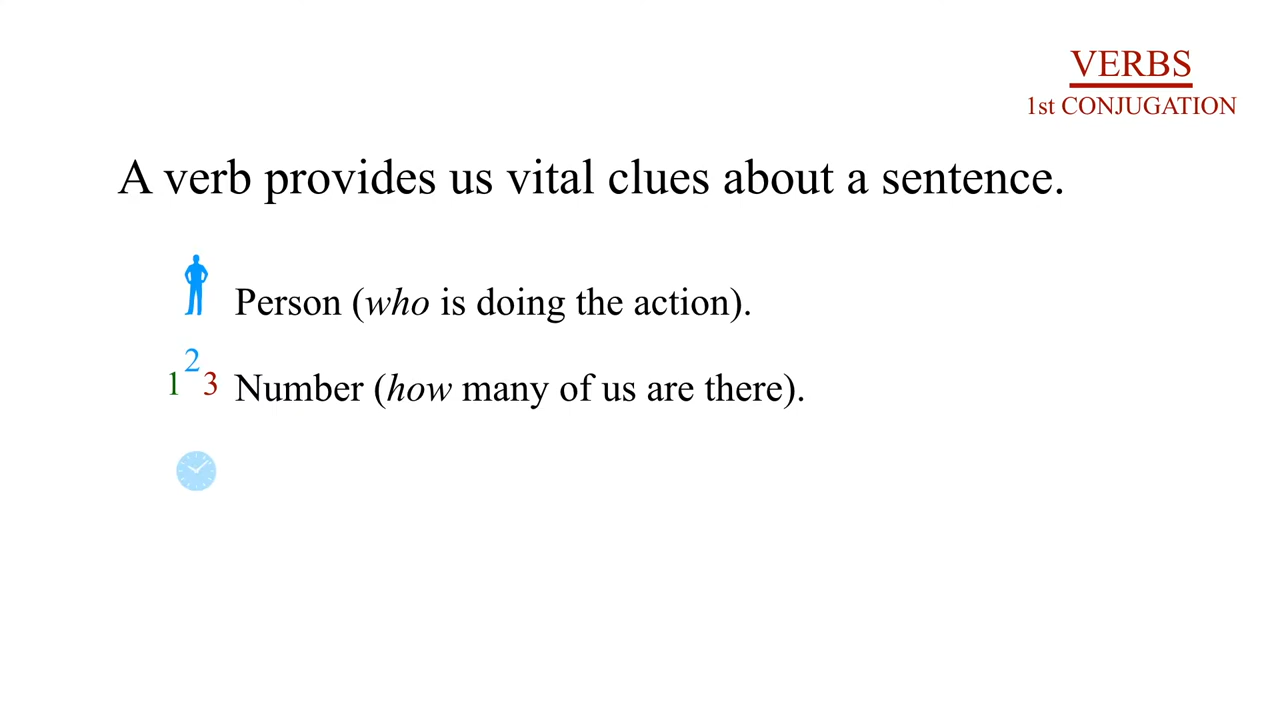 VERBS
1st CONJUGATION
A verb provides us vital clues about a sentence.
Person (who is doing the action).
1 2 3 Number (how many of us are there).